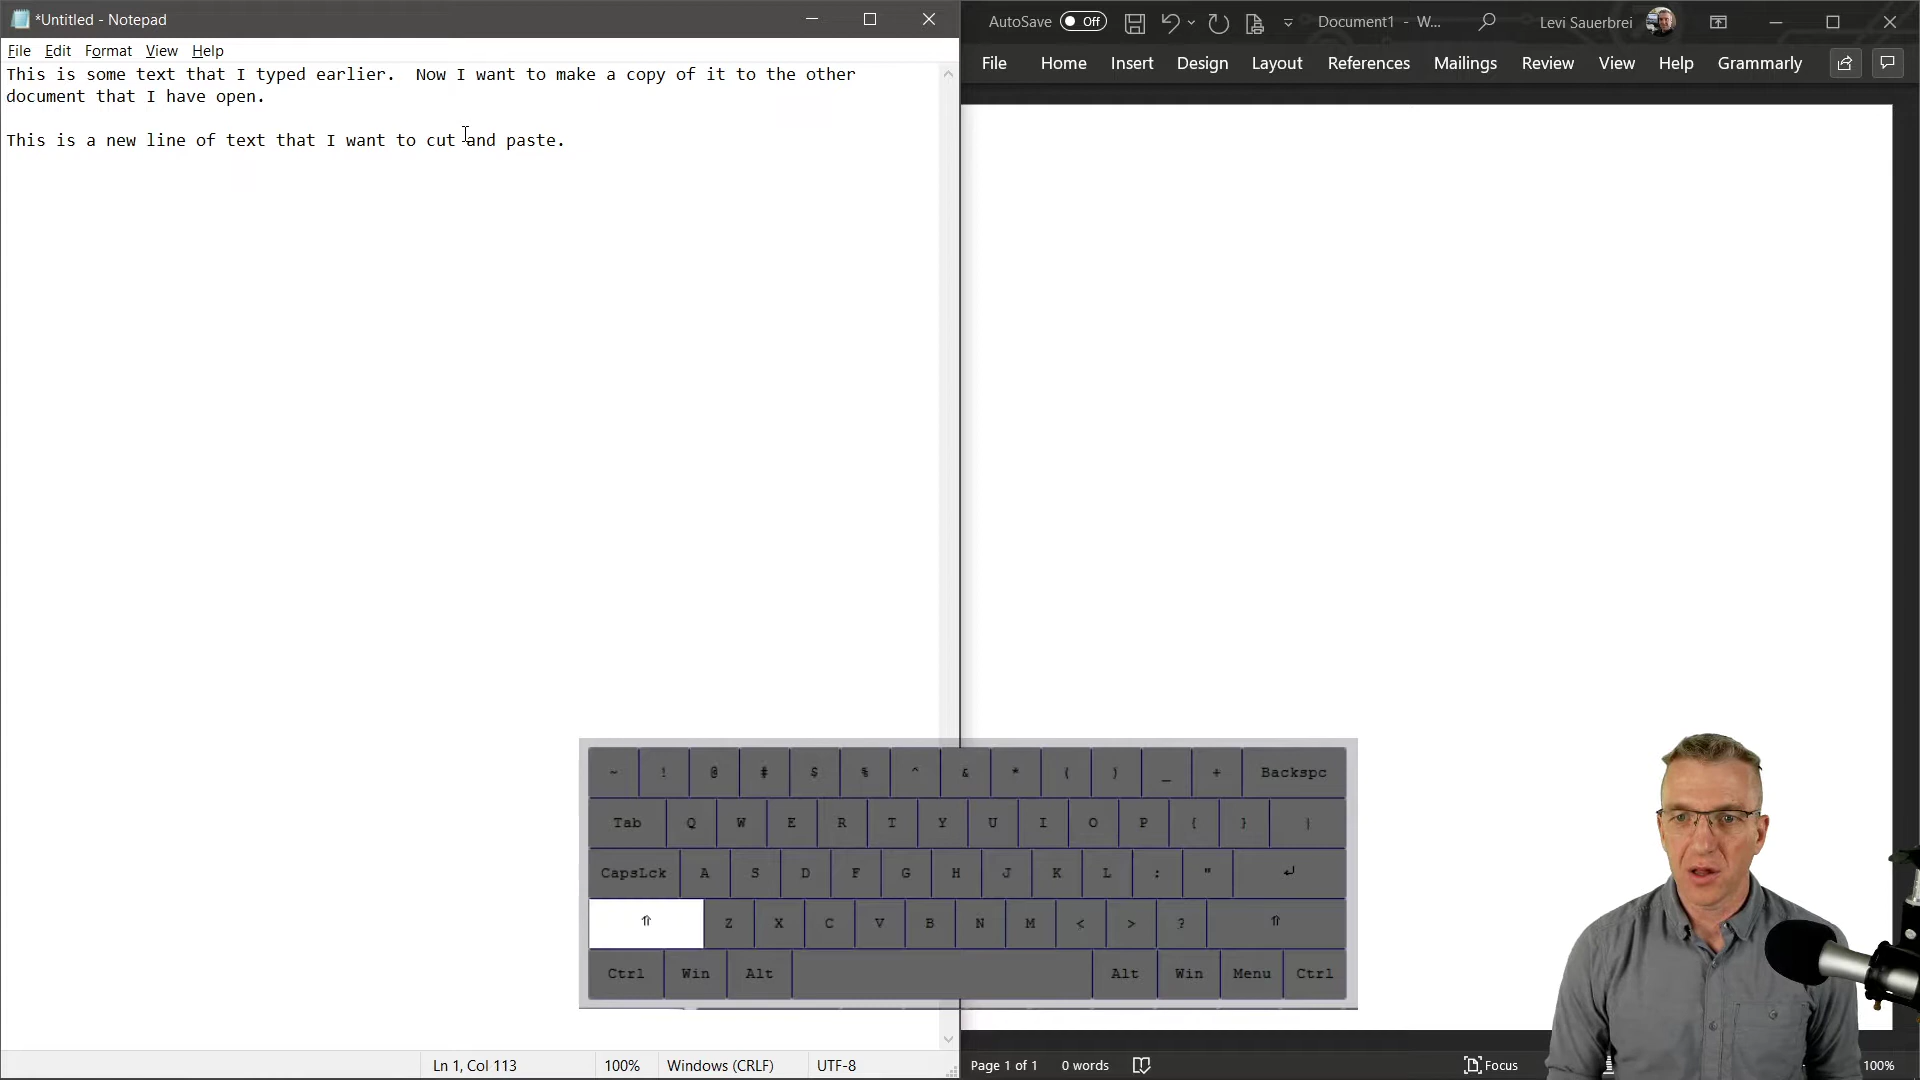 *Untitled - Notepad
File Edit Format View Help
This is some text that I typed earlier.  Now I want to make a copy of it to the other
document that I have open.
This is a new line of text that I want to cut and paste.
Ln 1, Col 113 100% Windows (CRLF) UTF-8
AutoSave Off Document1 - W... Levi Sauerbrei
File Home Insert Design Layout References Mailings Review View Help Grammarly
Page 1 of 1 0 words Focus 100%
~ ! @ # $ % ^ & * ( ) _ + Backspc
Tab Q W E R T Y U I O P { } |
CapsLck A S D F G H J K L : " ↵
⇑ Z X C V B N M < > ? ⇑
Ctrl Win Alt Alt Win Menu Ctrl